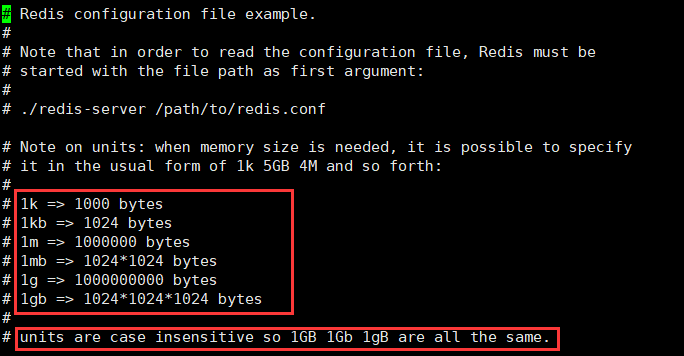 # Redis configuration file example.
#
# Note that in order to read the configuration file, Redis must be
# started with the file path as first argument:
#
# ./redis-server /path/to/redis.conf

# Note on units: when memory size is needed, it is possible to specify
# it in the usual form of 1k 5GB 4M and so forth:
#
# 1k => 1000 bytes
# 1kb => 1024 bytes
# 1m => 1000000 bytes
# 1mb => 1024*1024 bytes
# 1g => 1000000000 bytes
# 1gb => 1024*1024*1024 bytes
#
# units are case insensitive so 1GB 1Gb 1gB are all the same.